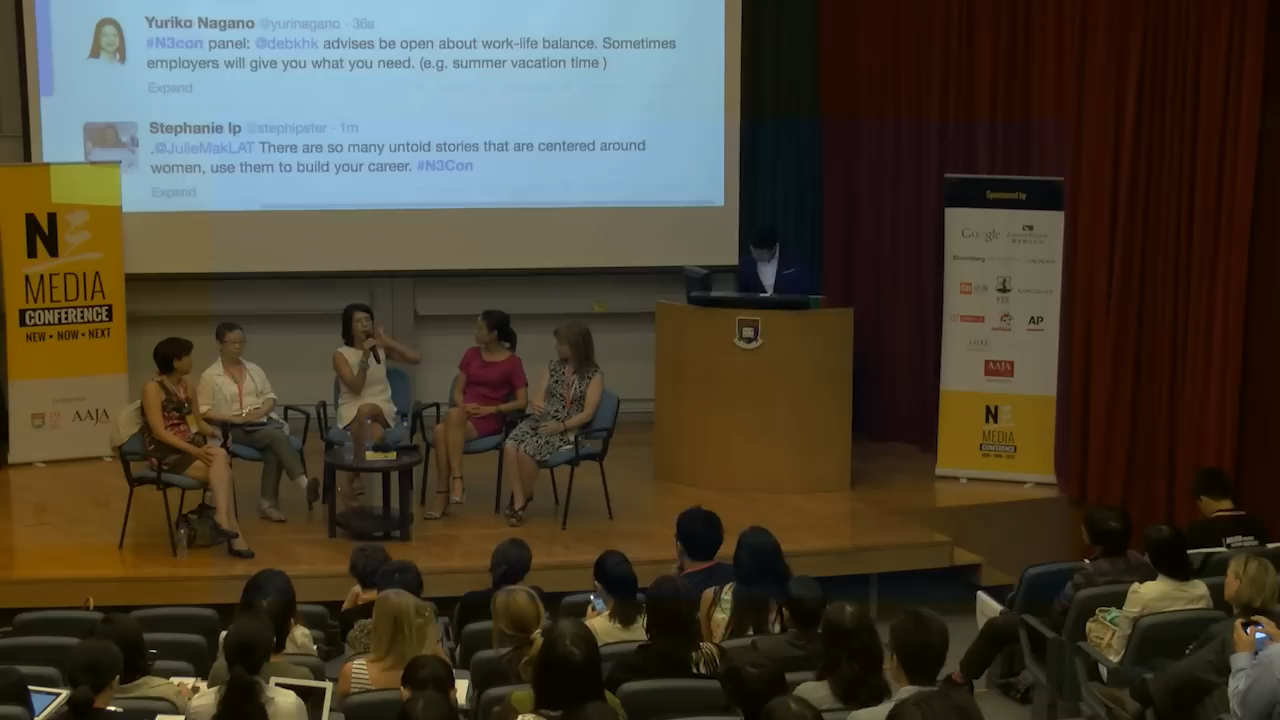 Yuriko Nagano @yurinagano · 36s
#N3con panel: @debkhk advises be open about work-life balance. Sometimes
employers will give you what you need. (e.g. summer vacation time )
Expand
Stephanie Ip @stephipster · 1m
.@JulieMakLAT There are so many untold stories that are centered around
women, use them to build your career. #N3Con
Expand
N3
MEDIA
CONFERENCE
NEW • NOW • NEXT
AAJA
Sponsored by
Google
Bloomberg
AP
AAJA
N3
MEDIA
CONFERENCE
NEW • NOW • NEXT